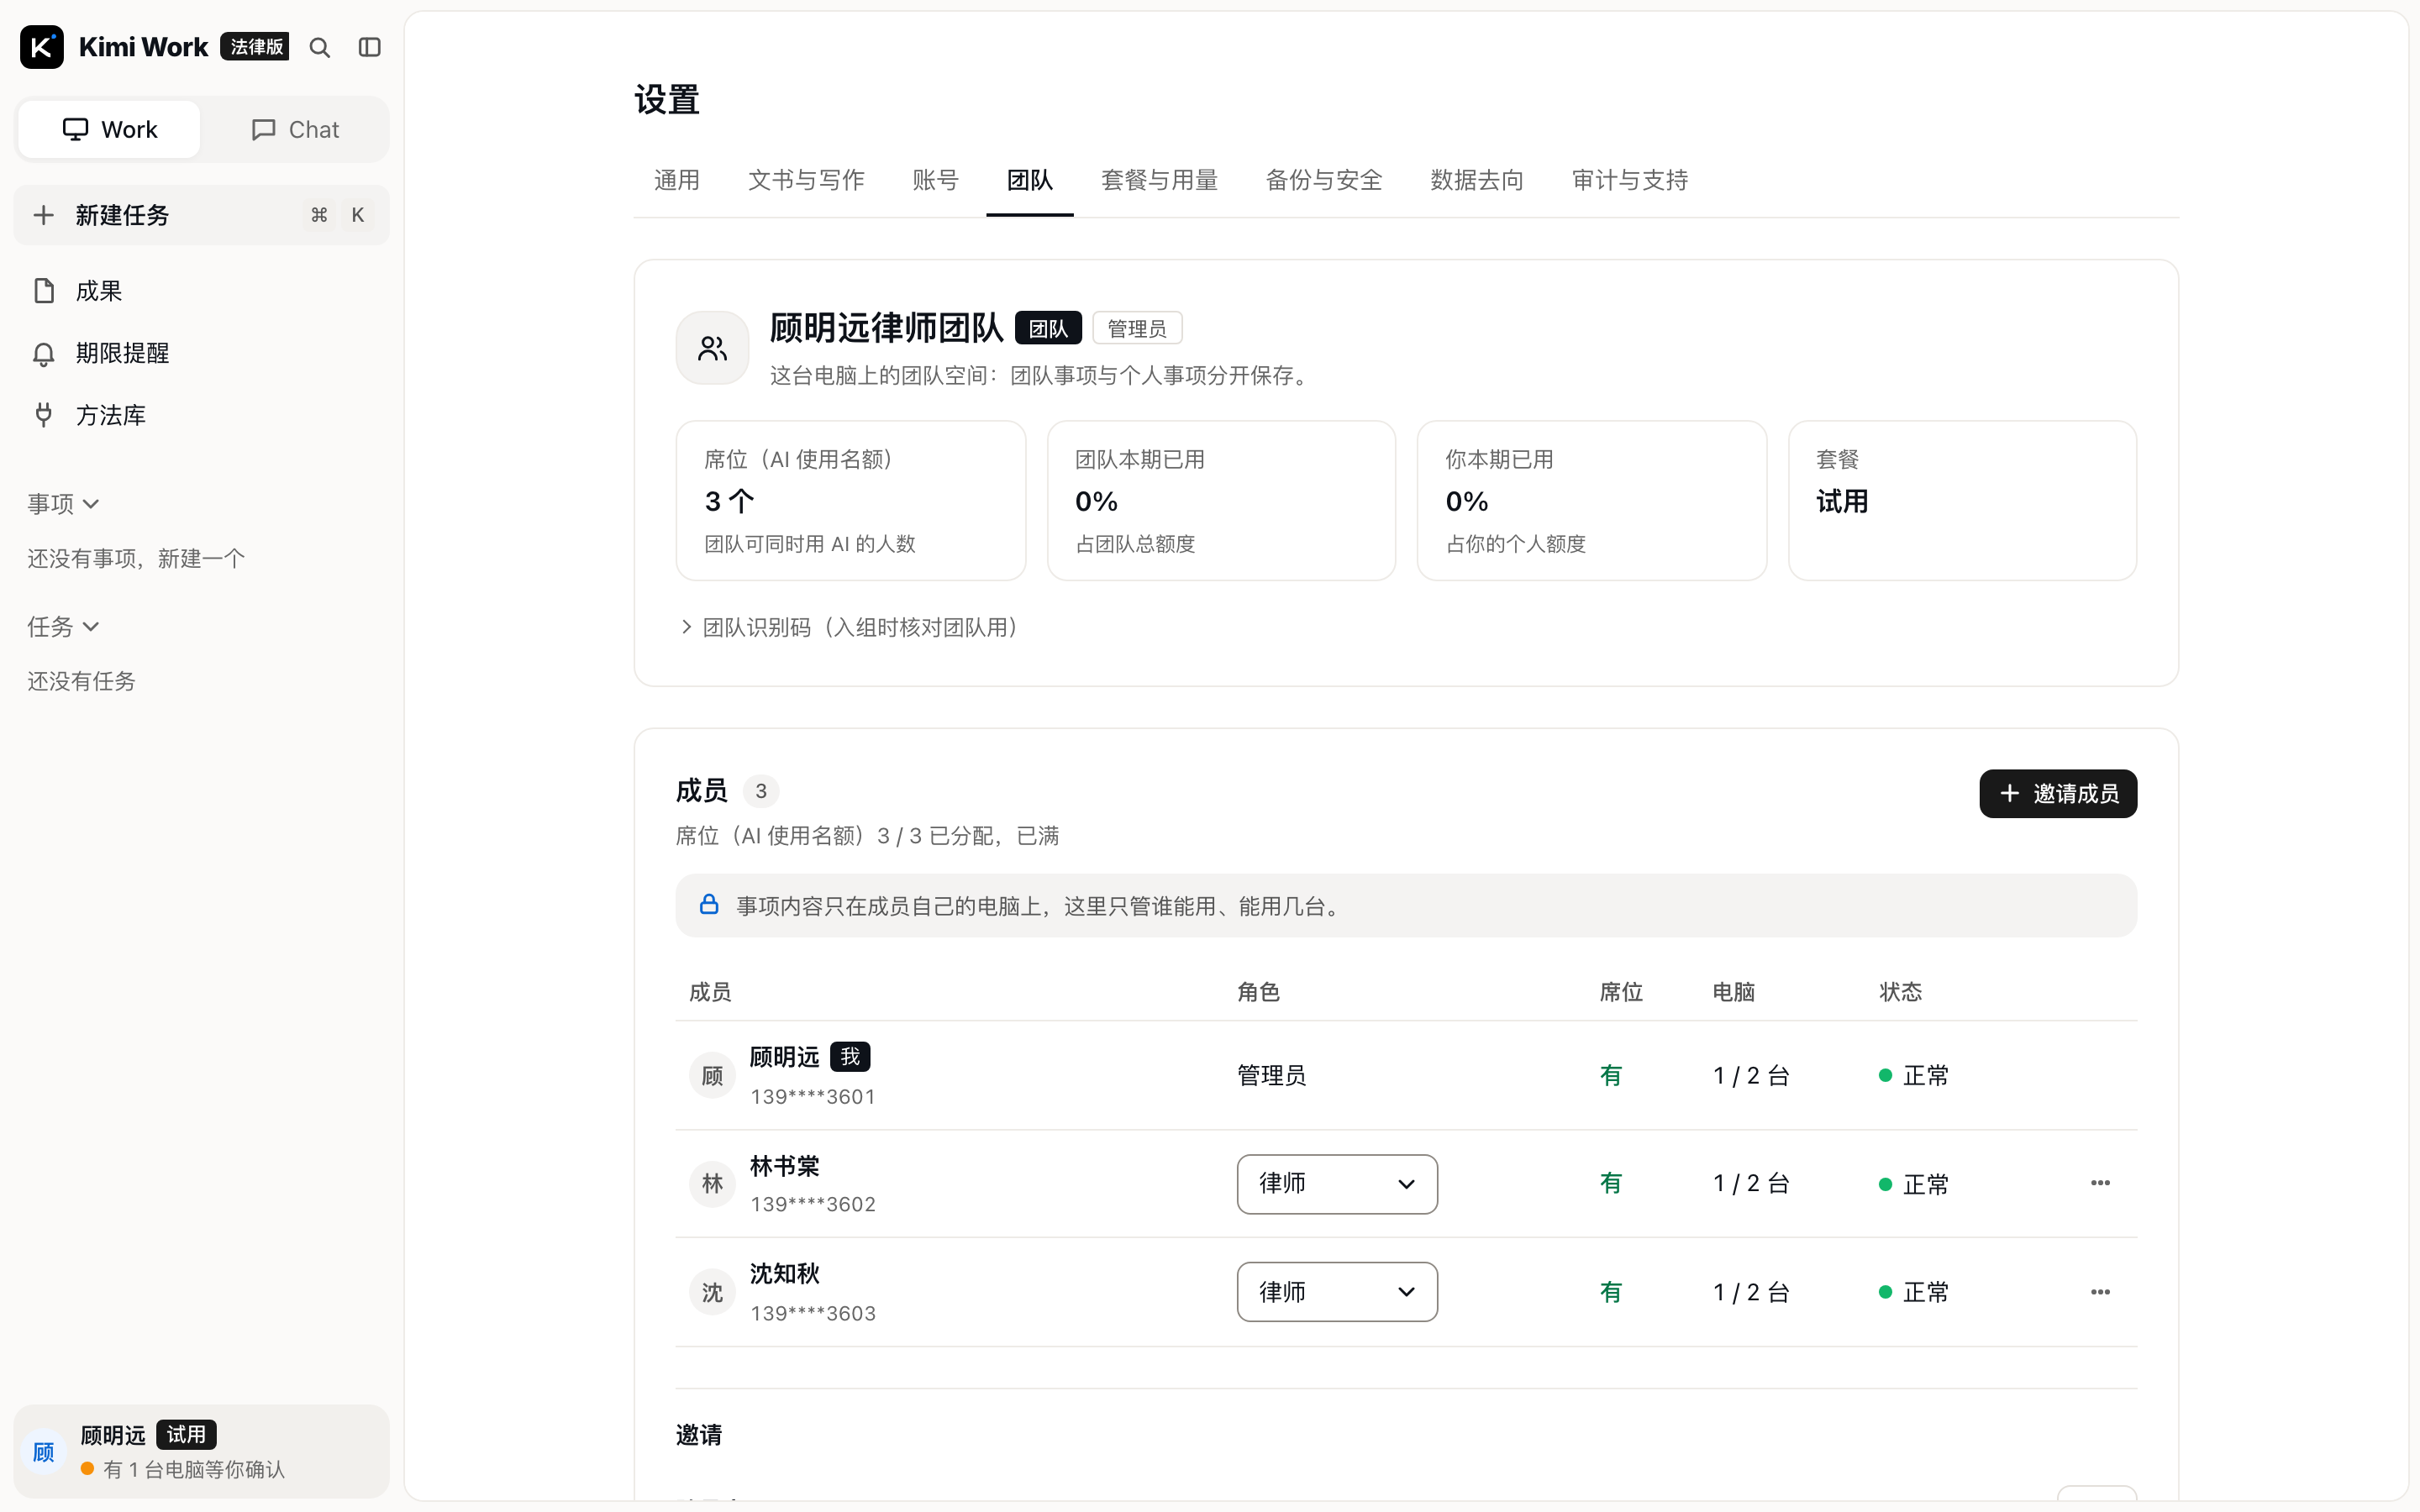 Kimi Work 法律版
Work
Chat
新建任务 ⌘ K
成果
期限提醒
方法库
事项
还没有事项，新建一个
任务
还没有任务
顾 顾明远 试用
有 1 台电脑等你确认
设置
通用 文书与写作 账号 团队 套餐与用量 备份与安全 数据去向 审计与支持
顾明远律师团队 团队 管理员
这台电脑上的团队空间：团队事项与个人事项分开保存。
席位（AI 使用名额）
3 个
团队可同时用 AI 的人数
团队本期已用
0%
占团队总额度
你本期已用
0%
占你的个人额度
套餐
试用
团队识别码（入组时核对团队用）
成员 3
邀请成员
席位（AI 使用名额）3 / 3 已分配，已满
事项内容只在成员自己的电脑上，这里只管谁能用、能用几台。
成员 角色 席位 电脑 状态
顾 顾明远 我
139****3601
管理员 有 1 / 2 台 正常
林 林书棠
139****3602
律师 有 1 / 2 台 正常
沈 沈知秋
139****3603
律师 有 1 / 2 台 正常
邀请